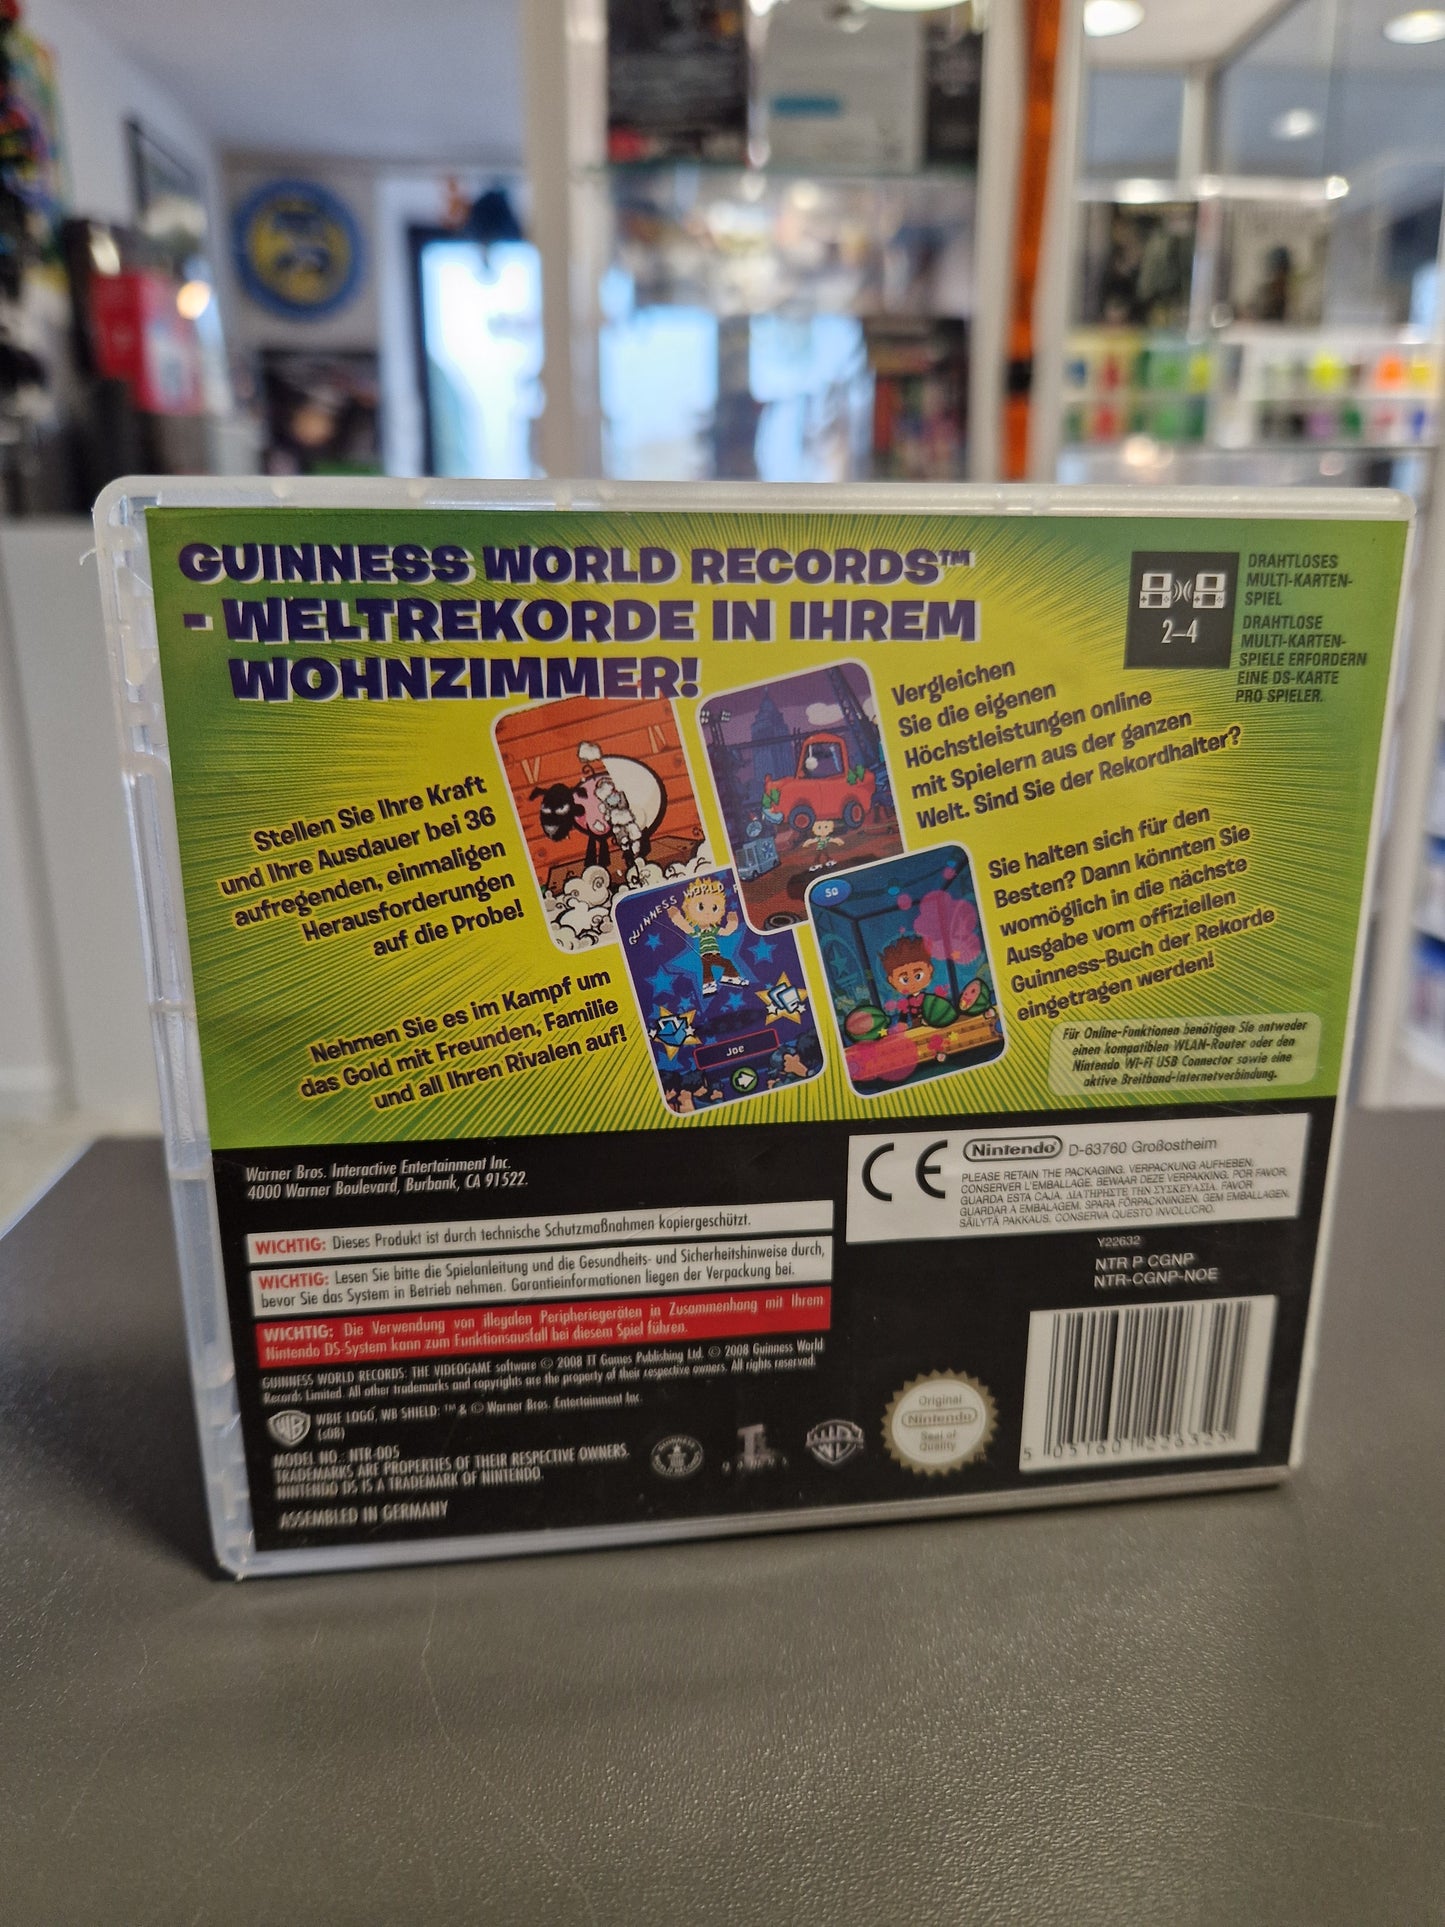 GUINNESS WORLD RECORDS™
- WELTREKORDE IN IHREM
WOHNZIMMER!
2–4
DRAHTLOSES
MULTI-KARTEN-
SPIEL
DRAHTLOSE
MULTI-KARTEN-
SPIELE ERFORDERN
EINE DS-KARTE
PRO SPIELER.
Stellen Sie Ihre Kraft
und Ihre Ausdauer bei 36
aufregenden, einmaligen
Herausforderungen
auf die Probe!
Nehmen Sie es im Kampf um
das Gold mit Freunden, Familie
und all Ihren Rivalen auf!
GUINNESS WORLD R
Joe
SG
Vergleichen
Sie die eigenen
Höchstleistungen online
mit Spielern aus der ganzen
Welt. Sind Sie der Rekordhalter?
Sie halten sich für den
Besten? Dann könnten Sie
womöglich in die nächste
Ausgabe vom offiziellen
Guinness-Buch der Rekorde
eingetragen werden!
Für Online-Funktionen benötigen Sie entweder
einen kompatiblen WLAN-Router oder den
Nintendo Wi-Fi USB Connector sowie eine
aktive Breitband-Internetverbindung.
Warner Bros. Interactive Entertainment Inc.
4000 Warner Boulevard, Burbank, CA 91522.
WICHTIG: Dieses Produkt ist durch technische Schutzmaßnahmen kopiergeschützt.
WICHTIG: Lesen Sie bitte die Spielanleitung und die Gesundheits- und Sicherheitshinweise durch,
bevor Sie das System in Betrieb nehmen. Garantieinformationen liegen der Verpackung bei.
WICHTIG: Die Verwendung von illegalen Peripheriegeräten in Zusammenhang mit Ihrem
Nintendo DS-System kann zum Funktionsausfall bei diesem Spiel führen.
GUINNESS WORLD RECORDS: THE VIDEOGAME software © 2008 TT Games Publishing Ltd. © 2008 Guinness World
Records Limited. All other trademarks and copyrights are the property of their respective owners. All rights reserved.
WB
WBIE LOGO, WB SHIELD: ™ & © Warner Bros. Entertainment Inc.
(s08)
MODEL NO.: NTR-005
TRADEMARKS ARE PROPERTIES OF THEIR RESPECTIVE OWNERS.
NINTENDO DS IS A TRADEMARK OF NINTENDO.
ASSEMBLED IN GERMANY
CE
Nintendo D-63760 Großostheim
PLEASE RETAIN THE PACKAGING. VERPACKUNG AUFHEBEN.
CONSERVER L'EMBALLAGE. BEWAAR DEZE VERPAKKING. POR FAVOR,
GUARDA ESTA CAJA. ΔΙΑΤΗΡΗΣΤΕ ΤΗΝ ΣΥΣΚΕΥΑΣΙΑ. FAVOR
GUARDAR A EMBALAGEM. SPARA FÖRPACKNINGEN. GEM EMBALLAGEN.
SÄILYTÄ PAKKAUS. CONSERVA QUESTO INVOLUCRO.
Y22632
NTR P CGNP
NTR-CGNP-NOE
Original
Nintendo
Seal of
Quality
5 051601 226325